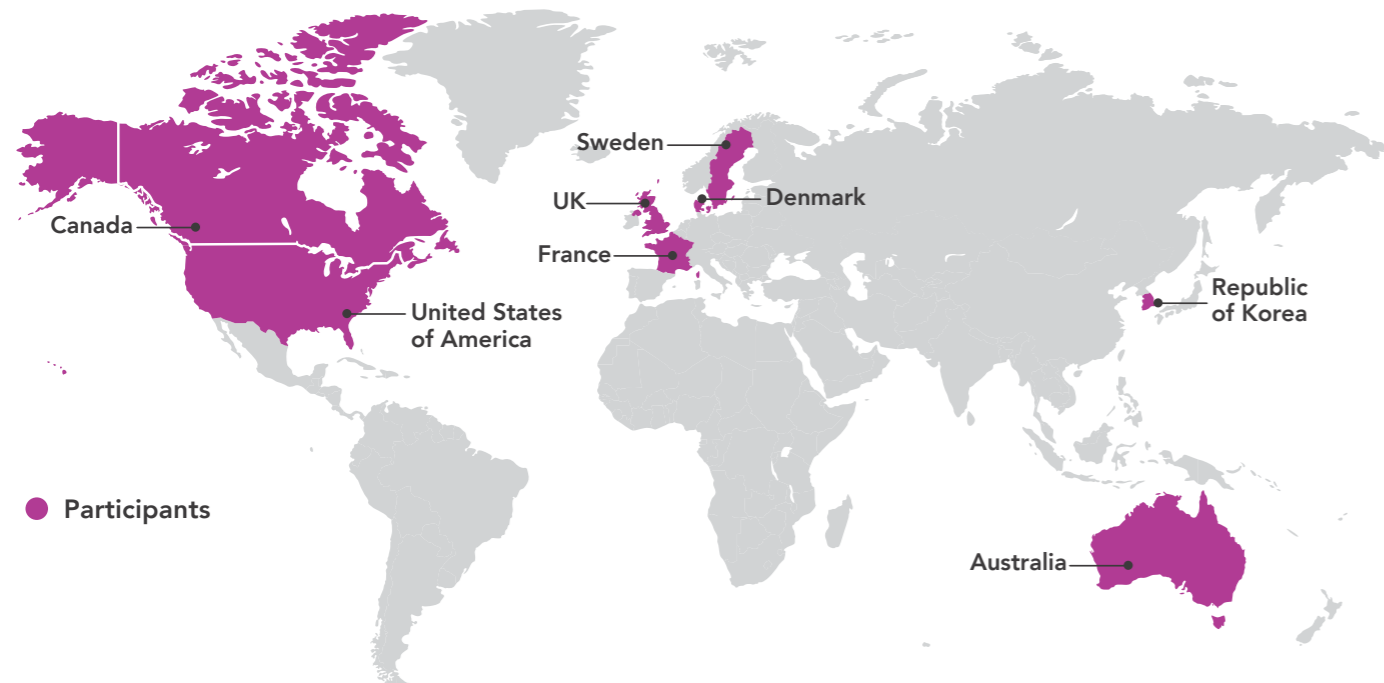 Sweden
UK
Denmark
Canada
France
Republic
of Korea
United States
of America
Participants
Australia